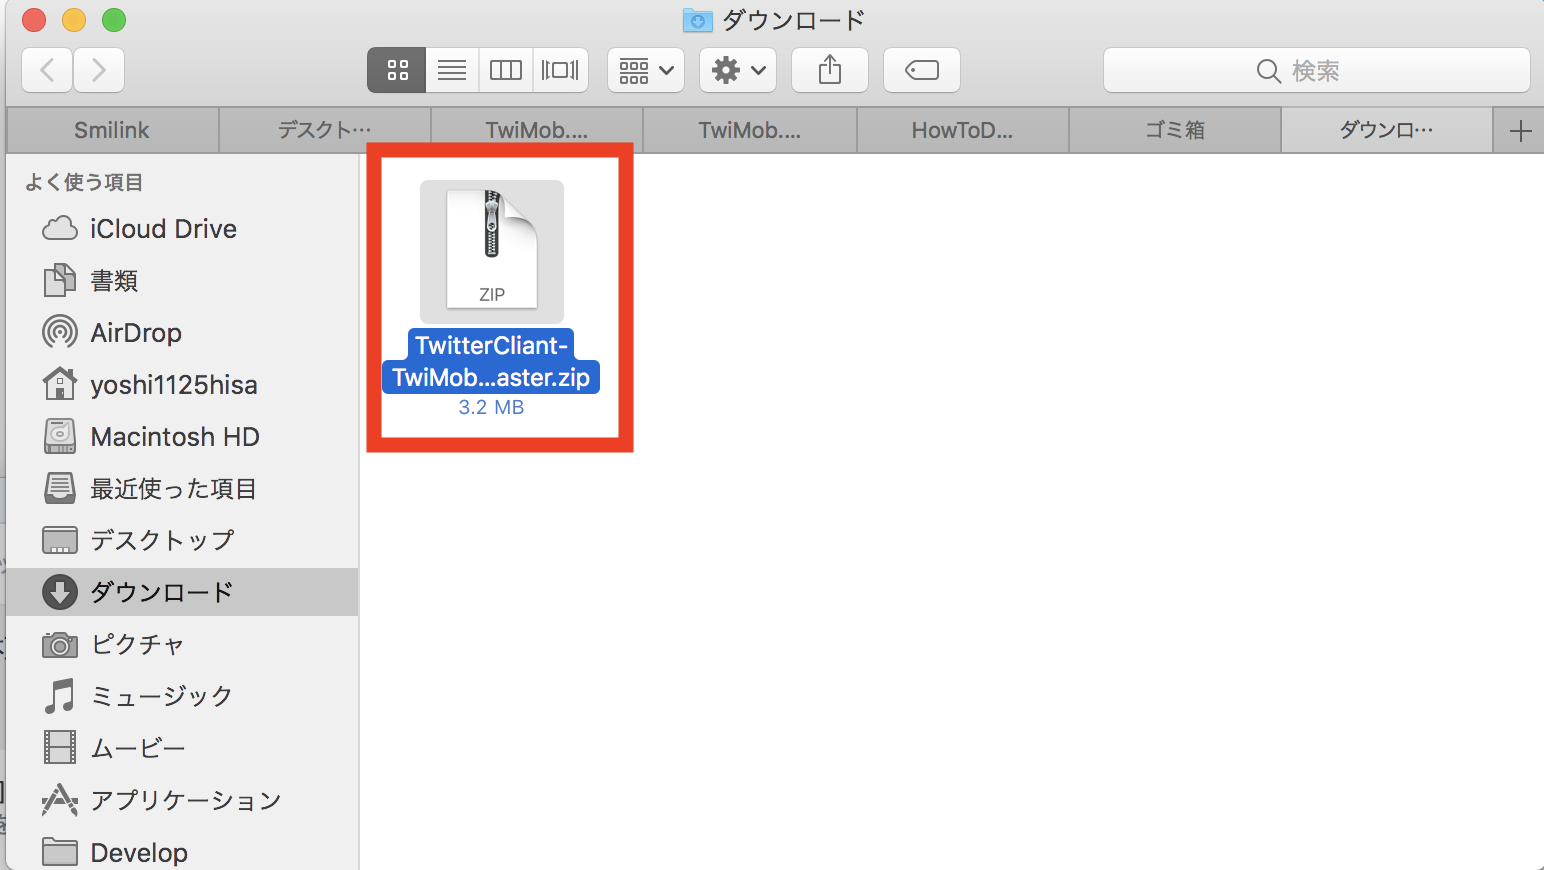 ダウンロード
検索
Smilink
デスクト…
TwiMob....
TwiMob....
HowToD...
ゴミ箱
ダウンロ…
よく使う項目
iCloud Drive
書類
AirDrop
yoshi1125hisa
Macintosh HD
最近使った項目
デスクトップ
ダウンロード
ピクチャ
ミュージック
ムービー
アプリケーション
Develop
ZIP
TwitterCliant-
TwiMob...aster.zip
3.2 MB